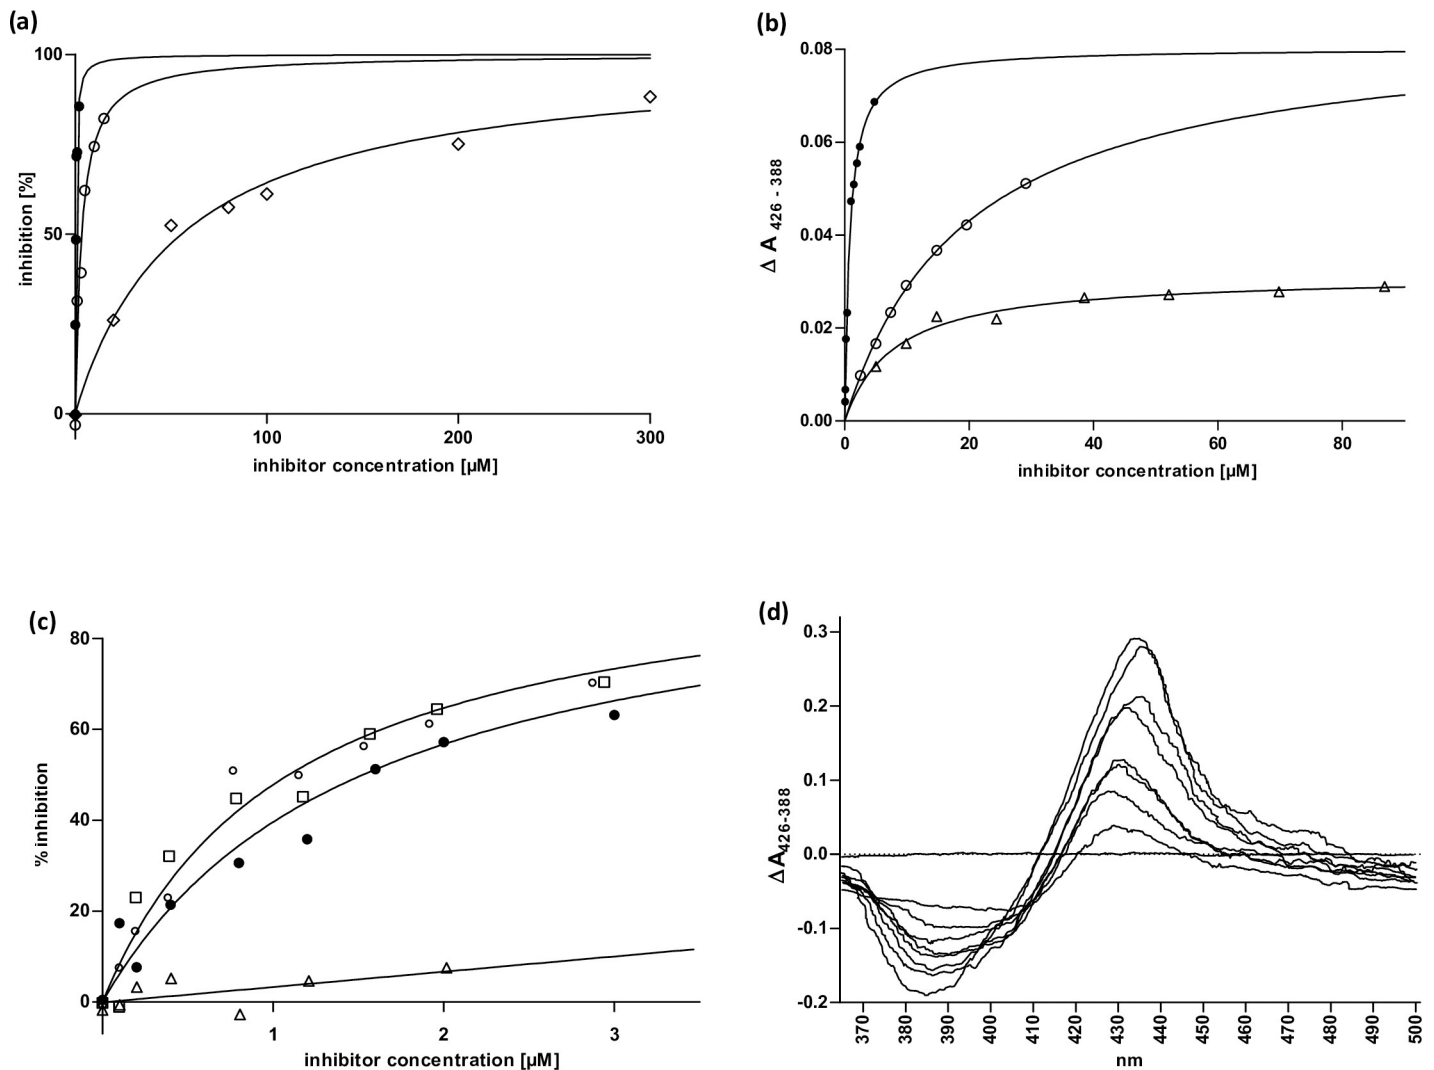 (a)
100
50
0
inhibition [%]
100 200 300
inhibitor concentration [µM]
(b)
0.08
0.06
0.04
0.02
0.00
Δ A 426 - 388
0 20 40 60 80
inhibitor concentration [µM]
(c)
80
60
40
20
0
% inhibition
1 2 3
inhibitor concentration [µM]
(d)
0.3
0.2
0.1
0.0
-0.1
-0.2
ΔA426-388
370 380 390 400 410 420 430 440 450 460 470 480 490 500
nm